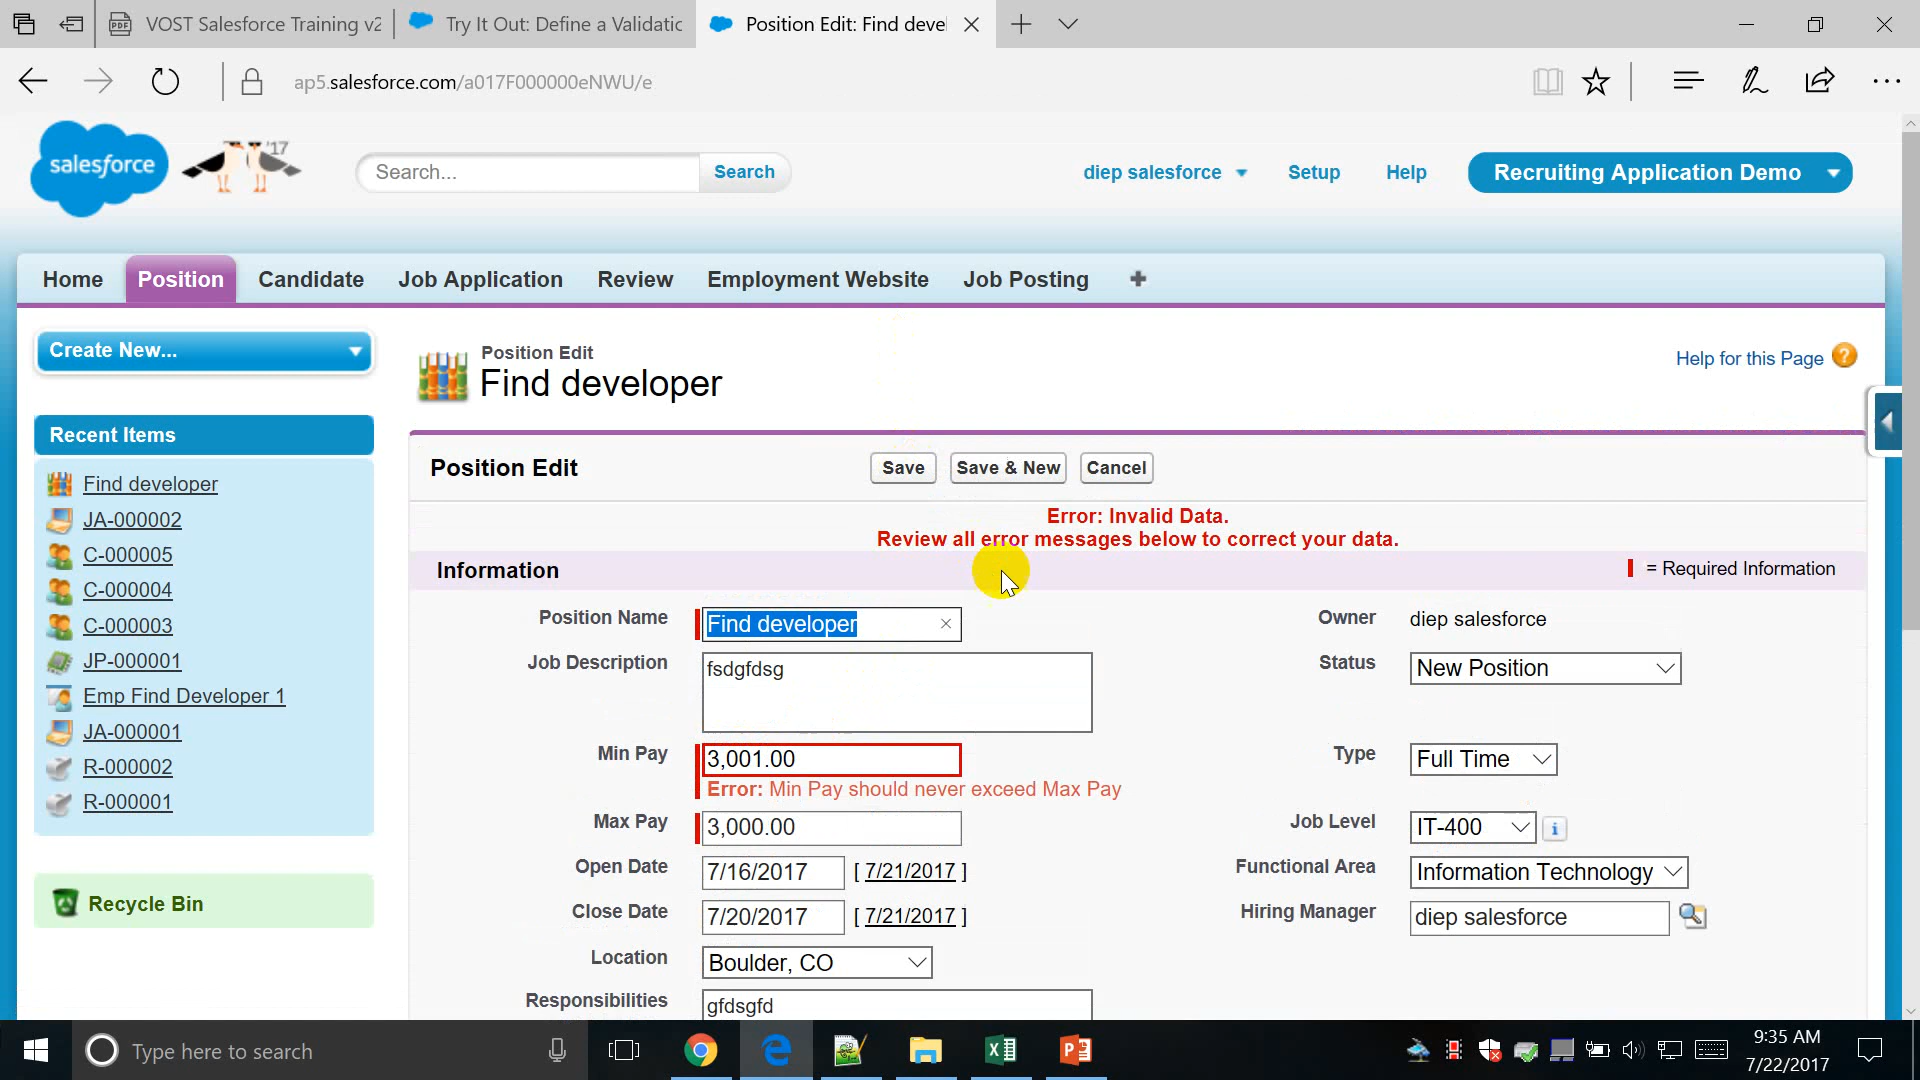 VOST Salesforce Training v2
Try It Out: Define a Validatic
Position Edit: Find devel
ap5.salesforce.com/a017F000000eNWU/e
salesforce
'17
Search...
Search
diep salesforce
Setup
Help
Recruiting Application Demo
Home
Position
Candidate
Job Application
Review
Employment Website
Job Posting
Create New...
Position Edit
Find developer
Help for this Page
Recent Items
Find developer
JA-000002
C-000005
C-000004
C-000003
JP-000001
Emp Find Developer 1
JA-000001
R-000002
R-000001
Recycle Bin
Position Edit
Save
Save & New
Cancel
Error: Invalid Data.
Review all error messages below to correct your data.
Information
= Required Information
Position Name
Find developer
Owner
diep salesforce
Job Description
fsdgfdsg
Status
New Position
Min Pay
3,001.00
Error: Min Pay should never exceed Max Pay
Type
Full Time
Max Pay
3,000.00
Job Level
IT-400
Open Date
7/16/2017
[ 7/21/2017 ]
Functional Area
Information Technology
Close Date
7/20/2017
[ 7/21/2017 ]
Hiring Manager
diep salesforce
Location
Boulder, CO
Responsibilities
gfdsgfd
Type here to search
9:35 AM
7/22/2017